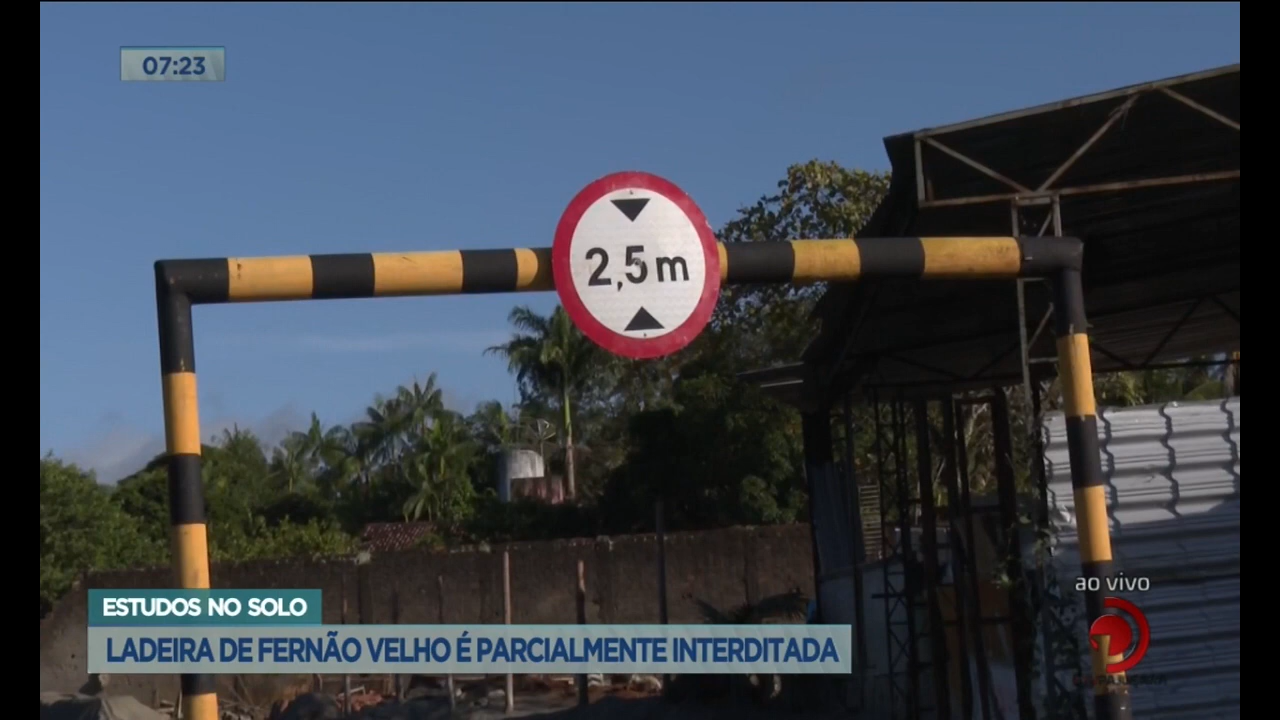 07:23
2,5 m
ESTUDOS NO SOLO
LADEIRA DE FERNÃO VELHO É PARCIALMENTE INTERDITADA
ao vivo